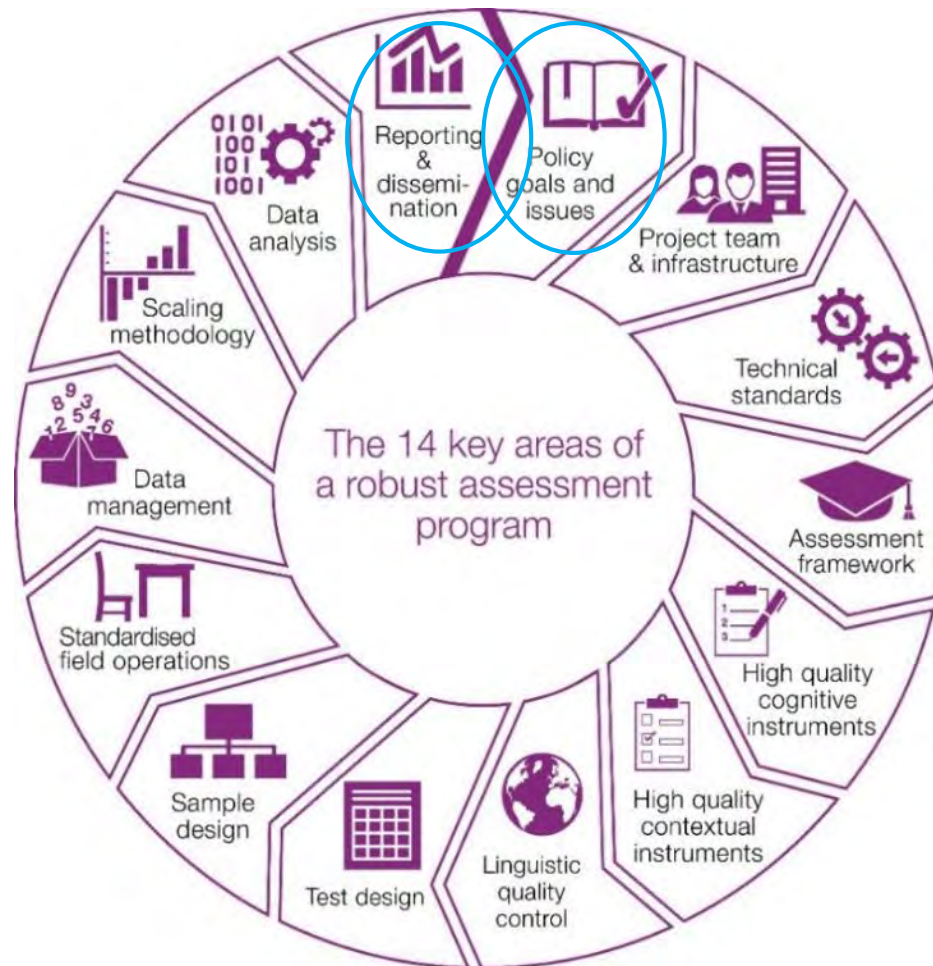 The 14 key areas of
a robust assessment
program
Policy
goals and
issues
Project team
& infrastructure
Technical
standards
Assessment
framework
1
2
3
High quality
cognitive
instruments
High quality
contextual
instruments
Linguistic
quality
control
Test design
Sample
design
Standardised
field operations
9
8 3
5 4
1 2 7 6
Data
management
Scaling
methodology
0101
100
101
1001
Data
analysis
Reporting
&
dissemi-
nation